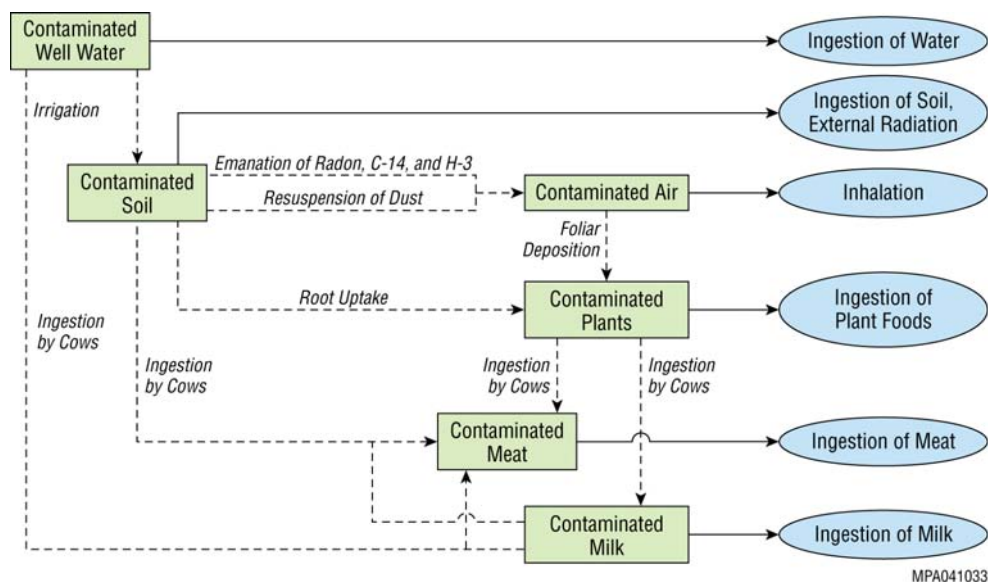 Contaminated
Well Water
Ingestion of Water
Irrigation
Ingestion of Soil,
External Radiation
Contaminated
Soil
Emanation of Radon, C-14, and H-3
Resuspension of Dust
Contaminated Air
Inhalation
Foliar
Deposition
Root Uptake
Contaminated
Plants
Ingestion of
Plant Foods
Ingestion
by Cows
Ingestion
by Cows
Ingestion
by Cows
Ingestion
by Cows
Contaminated
Meat
Ingestion of Meat
Contaminated
Milk
Ingestion of Milk
MPA041033